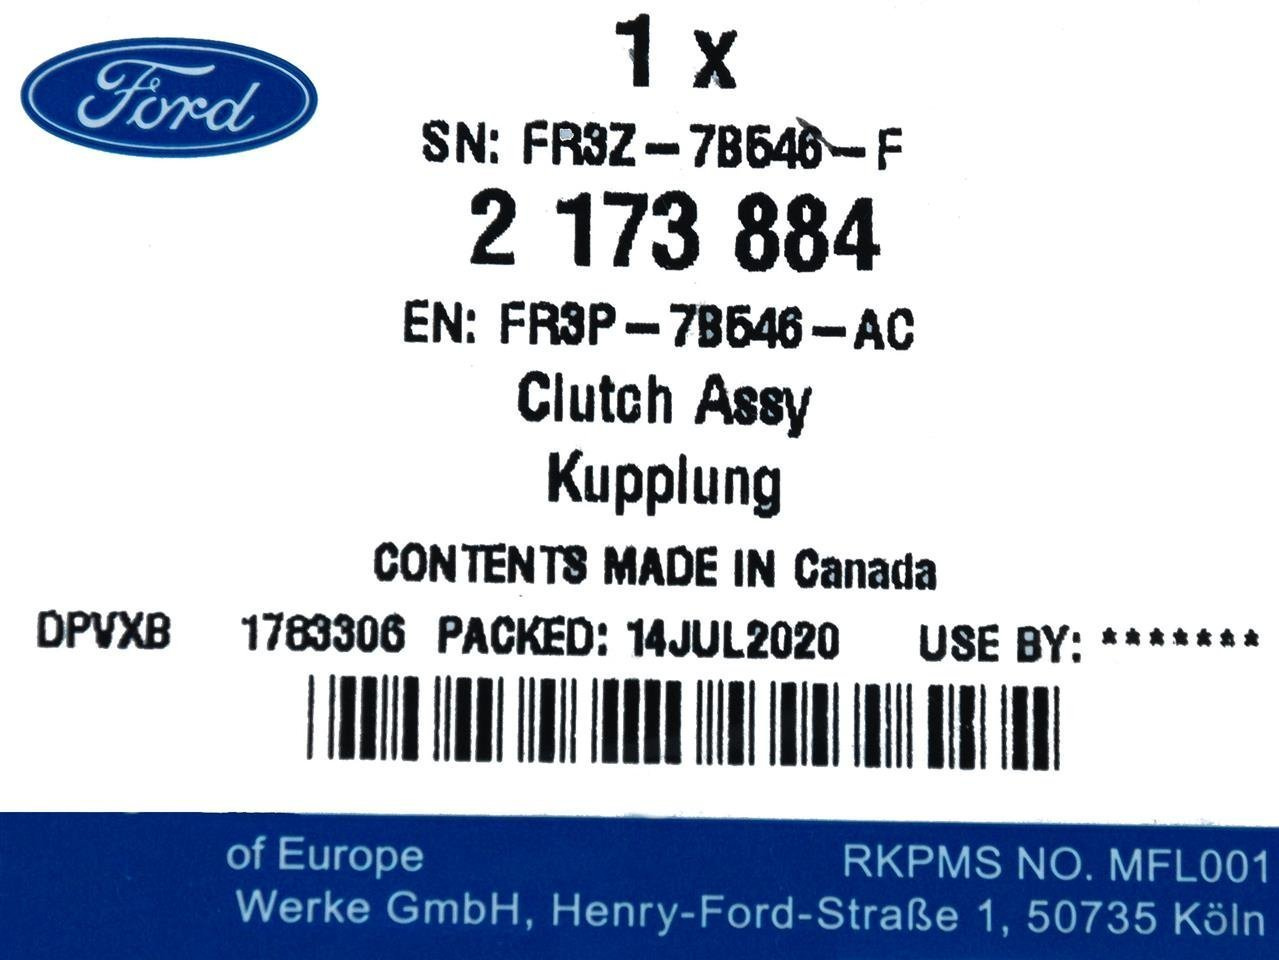 Ford
1 x
SN: FR3Z-7B546-F
2 173 884
EN: FR3P-7B546-AC
Clutch Assy
Kupplung
CONTENTS MADE IN Canada
DPVXB 1783306 PACKED: 14JUL2020 USE BY: *******
of Europe RKPMS NO. MFL001
Werke GmbH, Henry-Ford-Straße 1, 50735 Köln